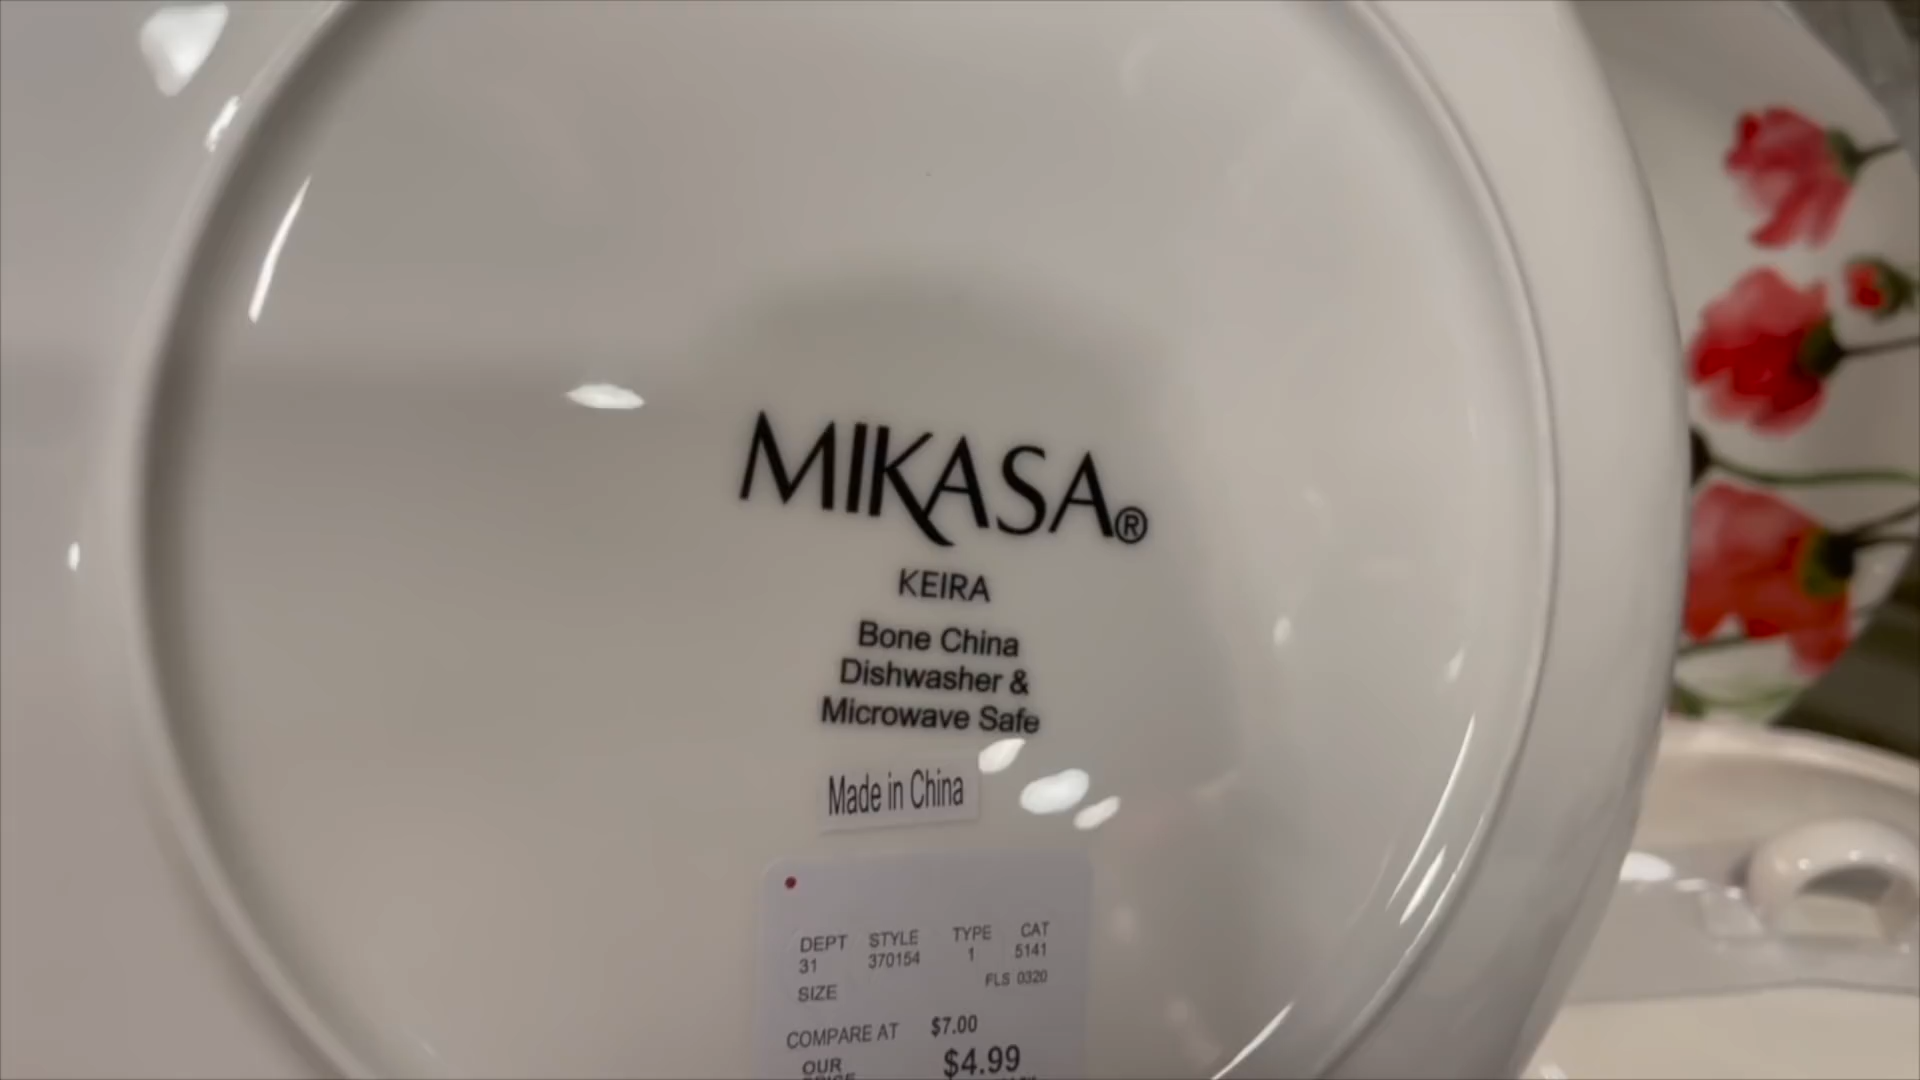 MIKASA®
KEIRA
Bone China
Dishwasher &
Microwave Safe
Made in China
DEPT STYLE TYPE CAT
31 370154 1 5141
SIZE FLS 0320
COMPARE AT $7.00
OUR $4.99